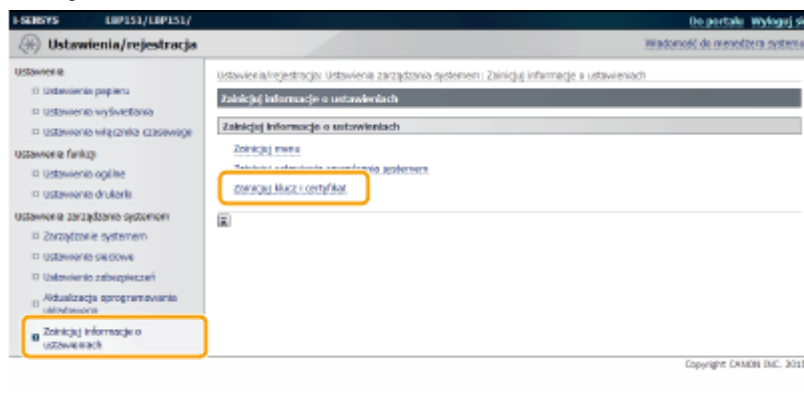 i-SENSYS LBP151/LBP151/ Do portalu Wyloguj si
Ustawienia/rejestracja Wiadomość do menedżera systemu
Ustawienia
Ustawienia papieru
Ustawienia wyświetlania
Ustawienia włącznika czasowego
Ustawienia funkcji
Ustawienia ogólne
Ustawienia drukarki
Ustawienia zarządzania systemem
Zarządzanie systemem
Ustawienia sieciowe
Ustawienia zabezpieczeń
Aktualizacja oprogramowania
układowego
Zainicjuj informacje o
ustawieniach
Ustawienia/rejestracja: Ustawienia zarządzania systemem: Zainicjuj informacje o ustawieniach
Zainicjuj informacje o ustawieniach
Zainicjuj informacje o ustawieniach
Zainicjuj menu
Zainicjuj ustawienia zarządzania systemem
Zainicjuj klucz i certyfikat
Copyright CANON INC. 201